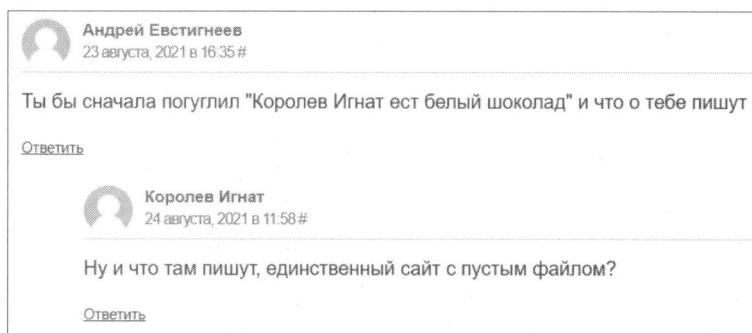 Андрей Евстигнеев
23 августа, 2021 в 16:35 #
Ты бы сначала погуглил "Королев Игнат ест белый шоколад" и что о тебе пишут
Ответить
Королев Игнат
24 августа, 2021 в 11:58 #
Ну и что там пишут, единственный сайт с пустым файлом?
Ответить